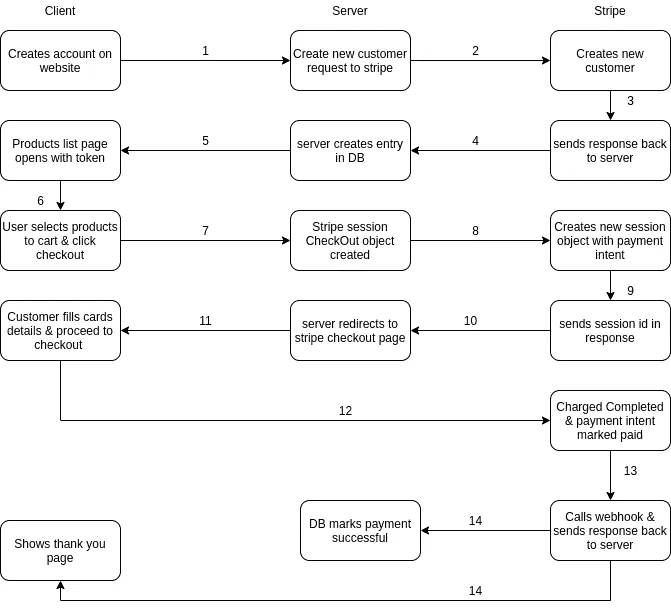 Client
Server
Stripe
Creates account on
website
1
Create new customer
request to stripe
2
Creates new
customer
3
Products list page
opens with token
5
server creates entry
in DB
4
sends response back
to server
6
User selects products
to cart & click
checkout
7
Stripe session
CheckOut object
created
8
Creates new session
object with payment
intent
9
Customer fills cards
details & proceed to
checkout
11
server redirects to
stripe checkout page
10
sends session id in
response
12
Charged Completed
& payment intent
marked paid
13
Shows thank you
page
DB marks payment
successful
14
Calls webhook &
sends response back
to server
14